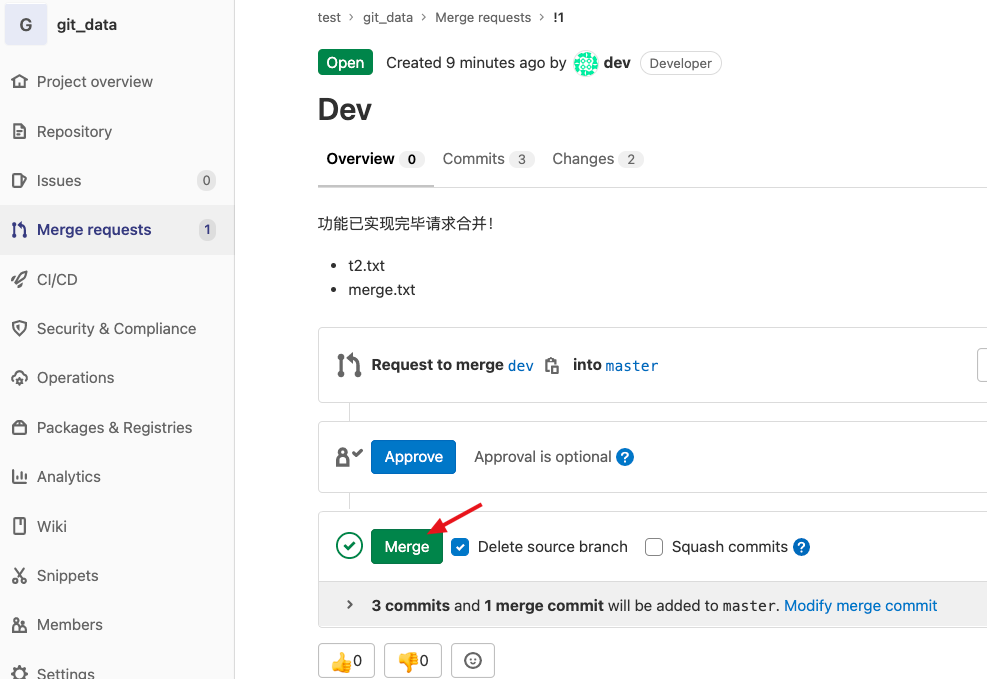 G git_data
Project overview
Repository
Issues 0
Merge requests 1
CI/CD
Security & Compliance
Operations
Packages & Registries
Analytics
Wiki
Snippets
Members
Settings
test › git_data › Merge requests › !1
Open Created 9 minutes ago by dev Developer
Dev
Overview 0 Commits 3 Changes 2
功能已实现完毕请求合并！
• t2.txt
• merge.txt
Request to merge dev into master
Approve Approval is optional ?
Merge Delete source branch Squash commits ?
3 commits and 1 merge commit will be added to master. Modify merge commit
👍0 👎0